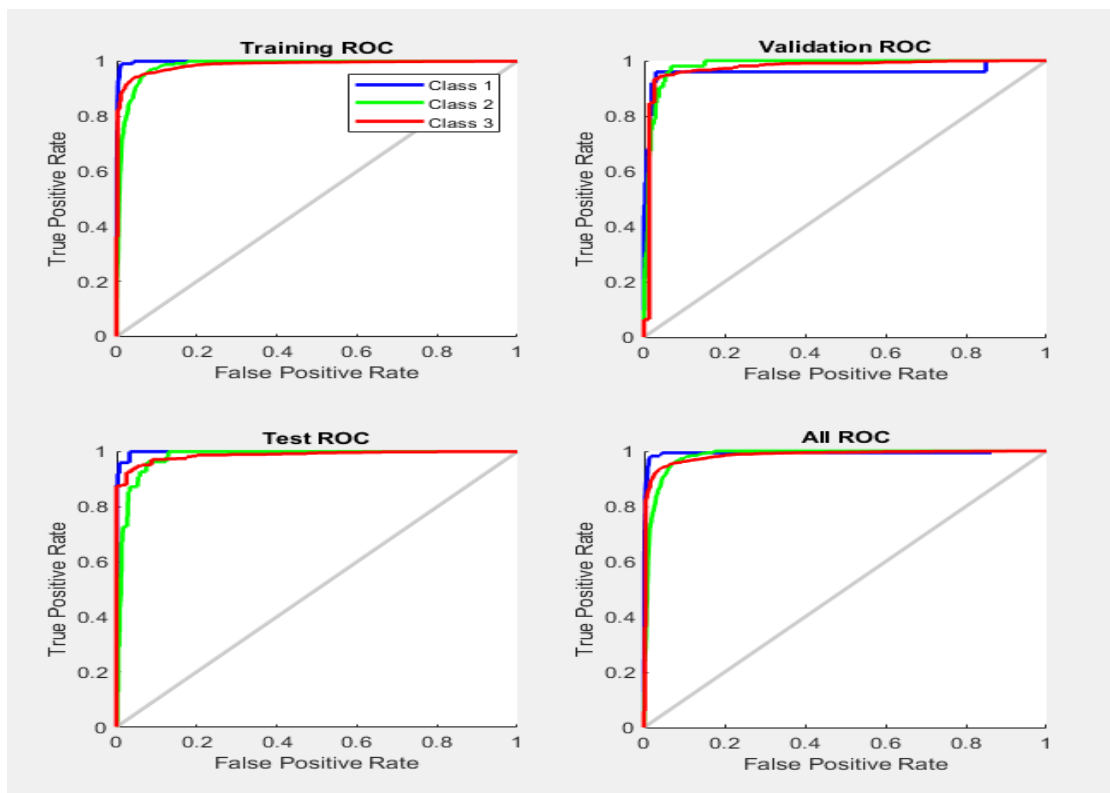 Training ROC
1
0.8
0.6
0.4
0.2
0
True Positive Rate
Class 1
Class 2
Class 3
0 0.2 0.4 0.6 0.8 1
False Positive Rate
Validation ROC
1
0.8
0.6
0.4
0.2
0
True Positive Rate
0 0.2 0.4 0.6 0.8 1
False Positive Rate
Test ROC
1
0.8
0.6
0.4
0.2
0
True Positive Rate
0 0.2 0.4 0.6 0.8 1
False Positive Rate
All ROC
1
0.8
0.6
0.4
0.2
0
True Positive Rate
0 0.2 0.4 0.6 0.8 1
False Positive Rate